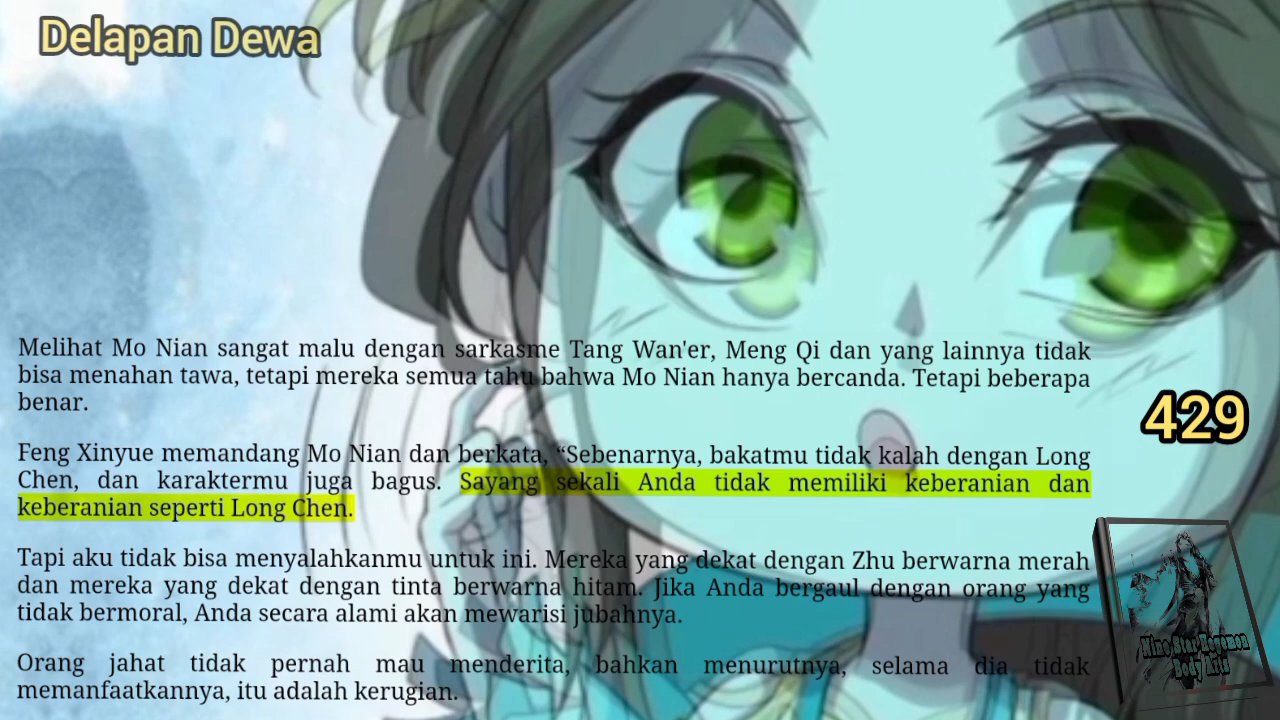 Delapan Dewa
Melihat Mo Nian sangat malu dengan sarkasme Tang Wan'er, Meng Qi dan yang lainnya tidak
bisa menahan tawa, tetapi mereka semua tahu bahwa Mo Nian hanya bercanda. Tetapi beberapa
benar.
429
Feng Xinyue memandang Mo Nian dan berkata, “Sebenarnya, bakatmu tidak kalah dengan Long
Chen, dan karaktermu juga bagus. Sayang sekali Anda tidak memiliki keberanian dan
keberanian seperti Long Chen.
Tapi aku tidak bisa menyalahkanmu untuk ini. Mereka yang dekat dengan Zhu berwarna merah
dan mereka yang dekat dengan tinta berwarna hitam. Jika Anda bergaul dengan orang yang
tidak bermoral, Anda secara alami akan mewarisi jubahnya.
Orang jahat tidak pernah mau menderita, bahkan menurutnya, selama dia tidak
memanfaatkannya, itu adalah kerugian.
Nine Star Hegemon
Body Arts